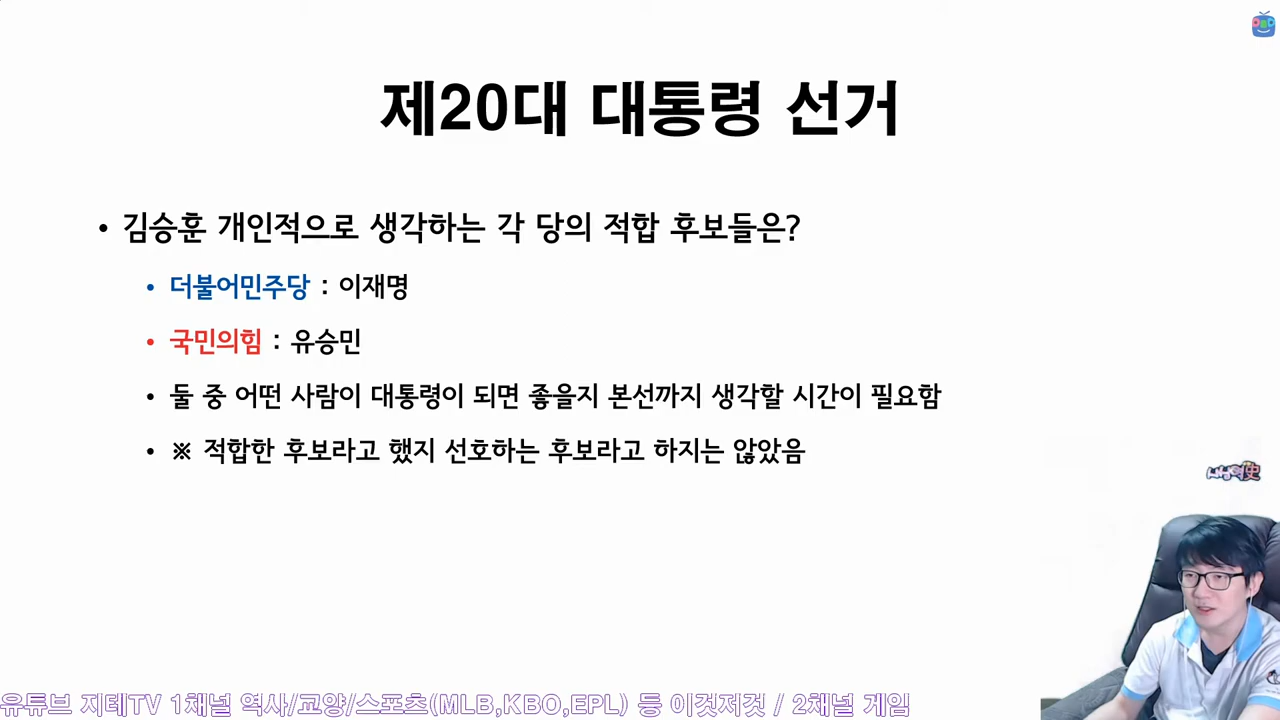 제20대 대통령 선거
• 김승훈 개인적으로 생각하는 각 당의 적합 후보들은?
• 더불어민주당 : 이재명
• 국민의힘 : 유승민
• 둘 중 어떤 사람이 대통령이 되면 좋을지 본선까지 생각할 시간이 필요함
• ※ 적합한 후보라고 했지 선호하는 후보라고 하지는 않았음
유튜브 지테TV 1채널 역사/교양/스포츠(MLB,KBO,EPL) 등 이것저것 / 2채널 게임